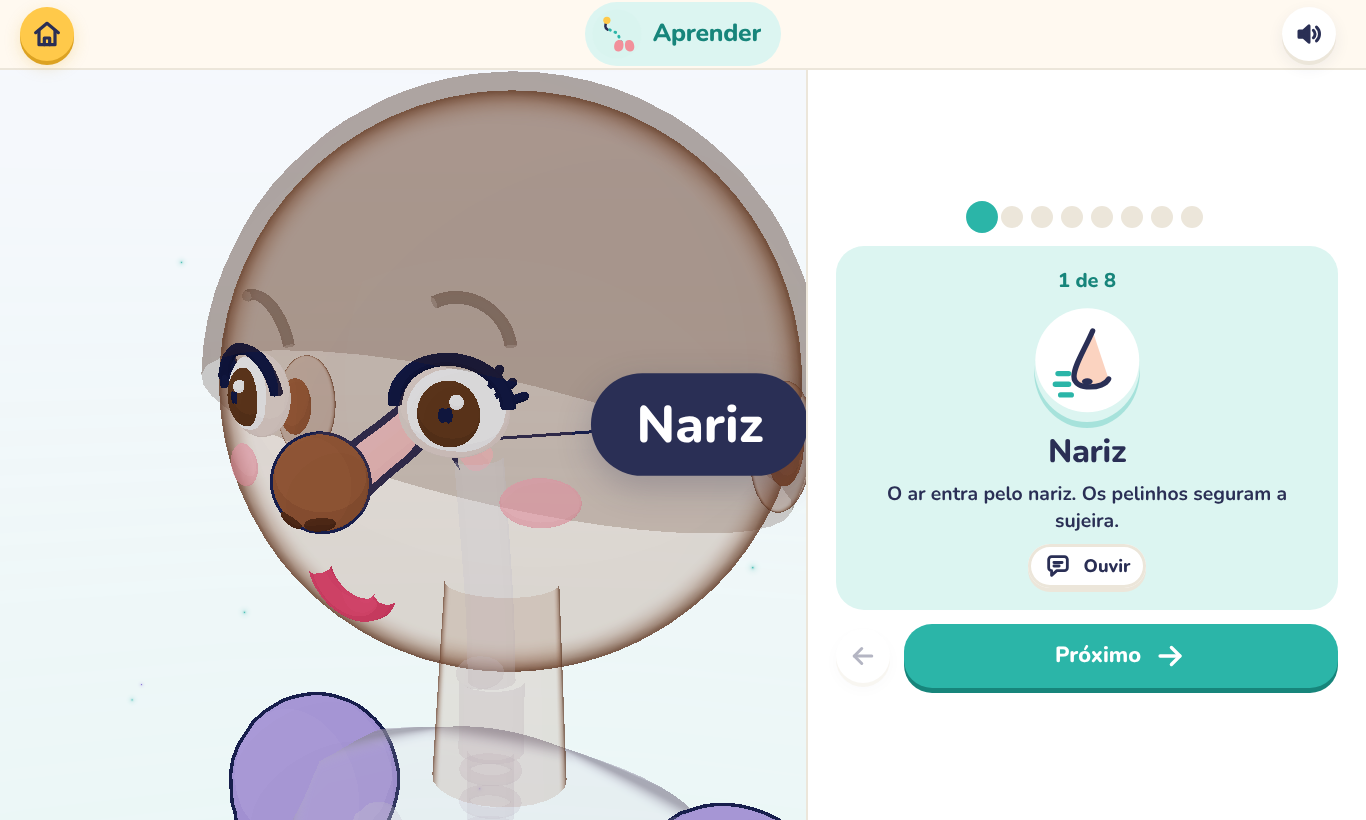 Aprender
Nariz
1 de 8
Nariz
O ar entra pelo nariz. Os pelinhos seguram a
sujeira.
Ouvir
Próximo